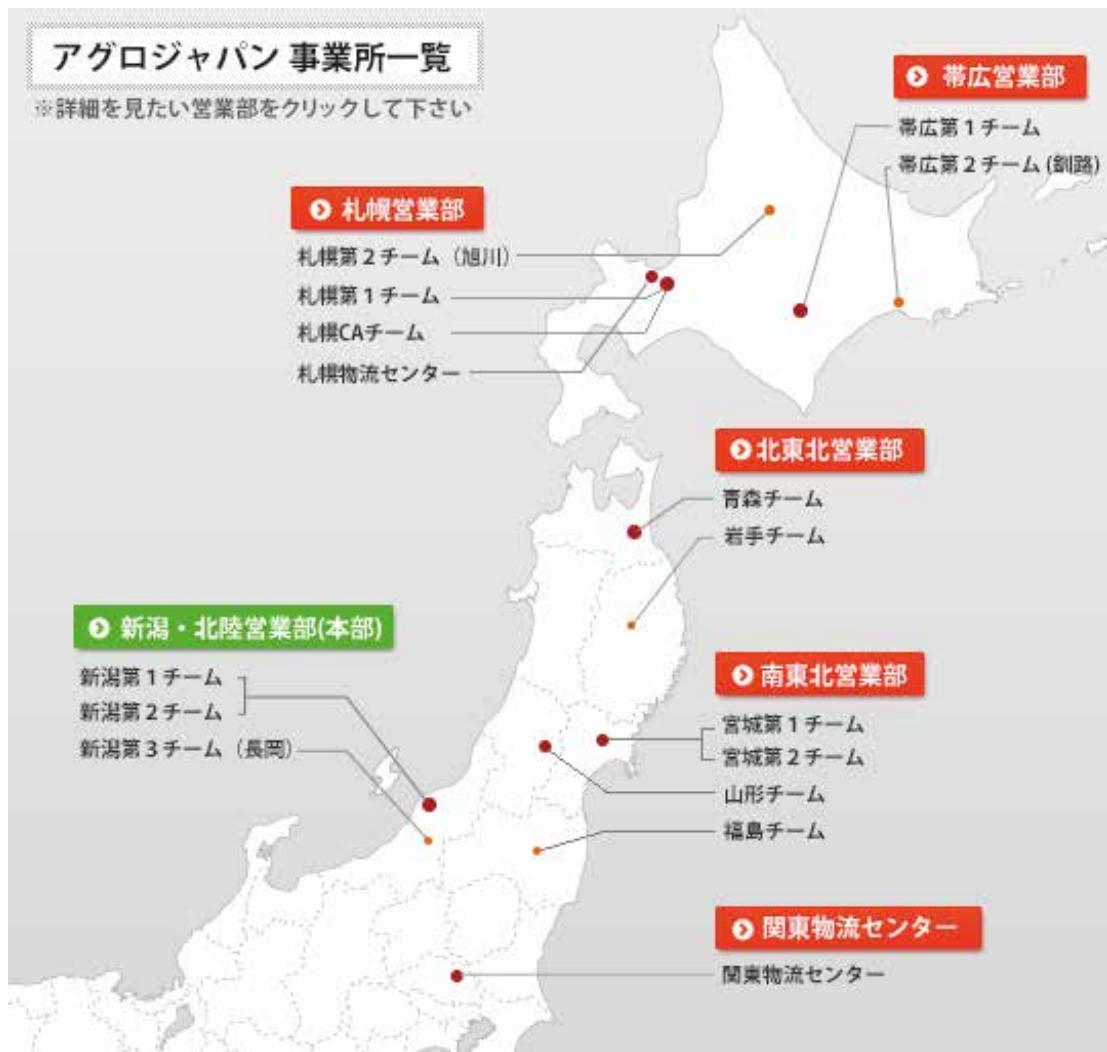 アグロジャパン 事業所一覧
※詳細を見たい営業部をクリックして下さい
帯広営業部
帯広第1チーム
帯広第2チーム(釧路)
札幌営業部
札幌第2チーム（旭川）
札幌第1チーム
札幌CAチーム
札幌物流センター
北東北営業部
青森チーム
岩手チーム
新潟・北陸営業部(本部)
新潟第1チーム
新潟第2チーム
新潟第3チーム（長岡）
南東北営業部
宮城第1チーム
宮城第2チーム
山形チーム
福島チーム
関東物流センター
関東物流センター